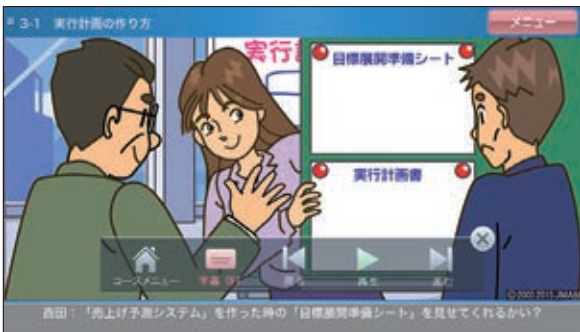 3-1 実行計画の作り方
メニュー
実行
目標展開準備シート
実行計画書
コースメニュー
字幕
戻る
再生
進む
西田：「売上げ予測システム」を作った時の「目標展開準備シート」を見せてくれるかい？